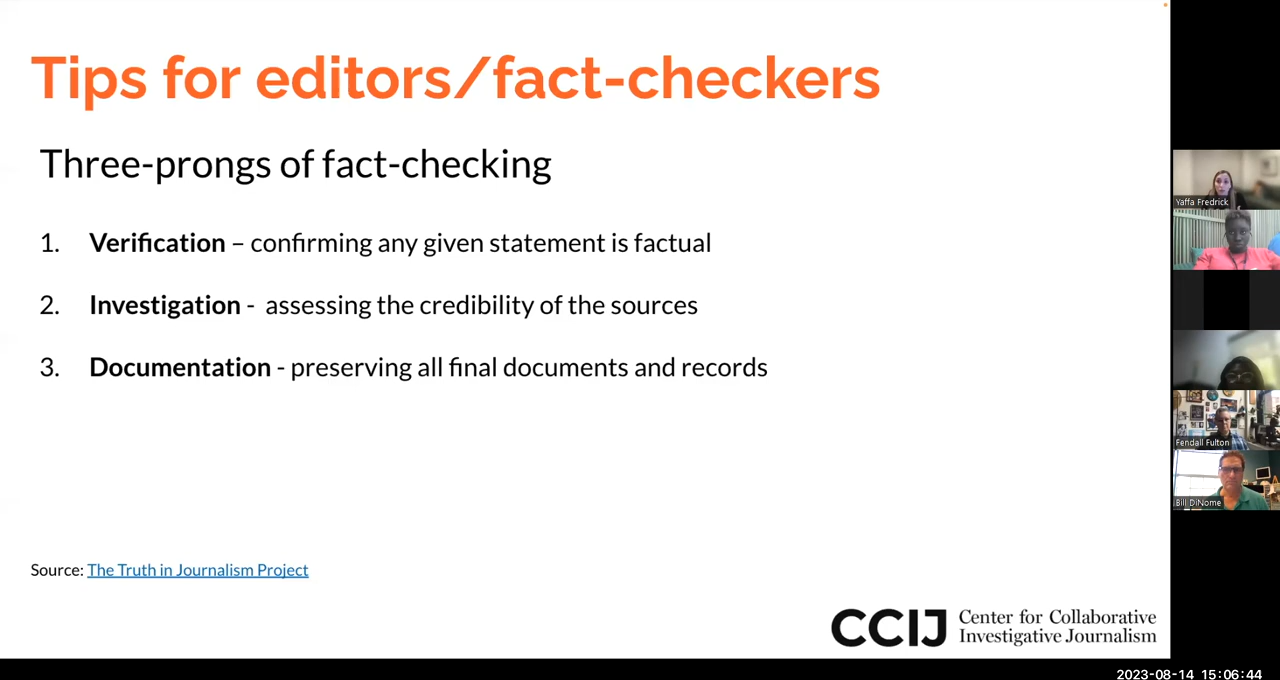 Tips for editors/fact-checkers
Three-prongs of fact-checking
1. Verification – confirming any given statement is factual
2. Investigation - assessing the credibility of the sources
3. Documentation - preserving all final documents and records
Source: The Truth in Journalism Project
CCIJ
Center for Collaborative
Investigative Journalism
Yaffa Fredrick
Fendall Fulton
Bill DiNome
2023-08-14 15:06:44